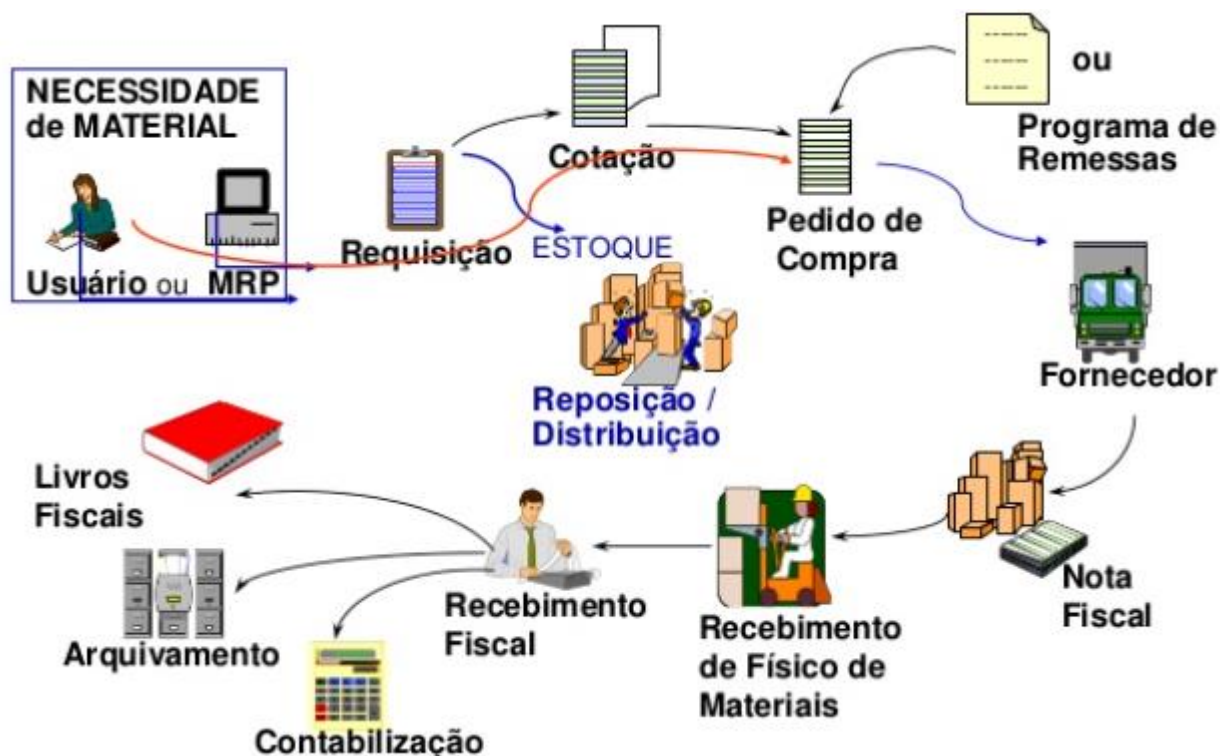 NECESSIDADE
de MATERIAL
Usuário ou MRP
Requisição
Cotação
ou
Programa de
Remessas
Pedido de
Compra
ESTOQUE
Reposição /
Distribuição
Fornecedor
Nota
Fiscal
Recebimento
de Físico de
Materiais
Recebimento
Fiscal
Livros
Fiscais
Arquivamento
Contabilização